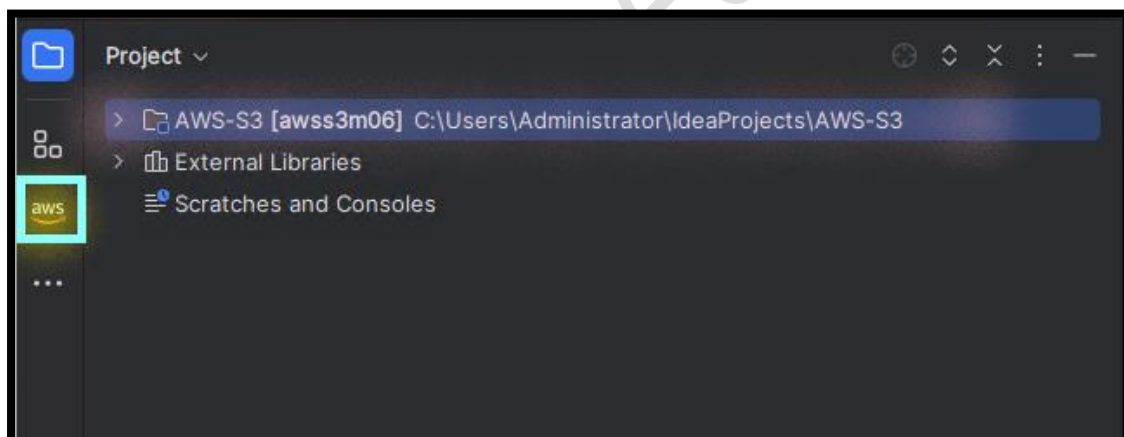 Project
AWS-S3 [awss3m06] C:\Users\Administrator\IdeaProjects\AWS-S3
External Libraries
aws
Scratches and Consoles